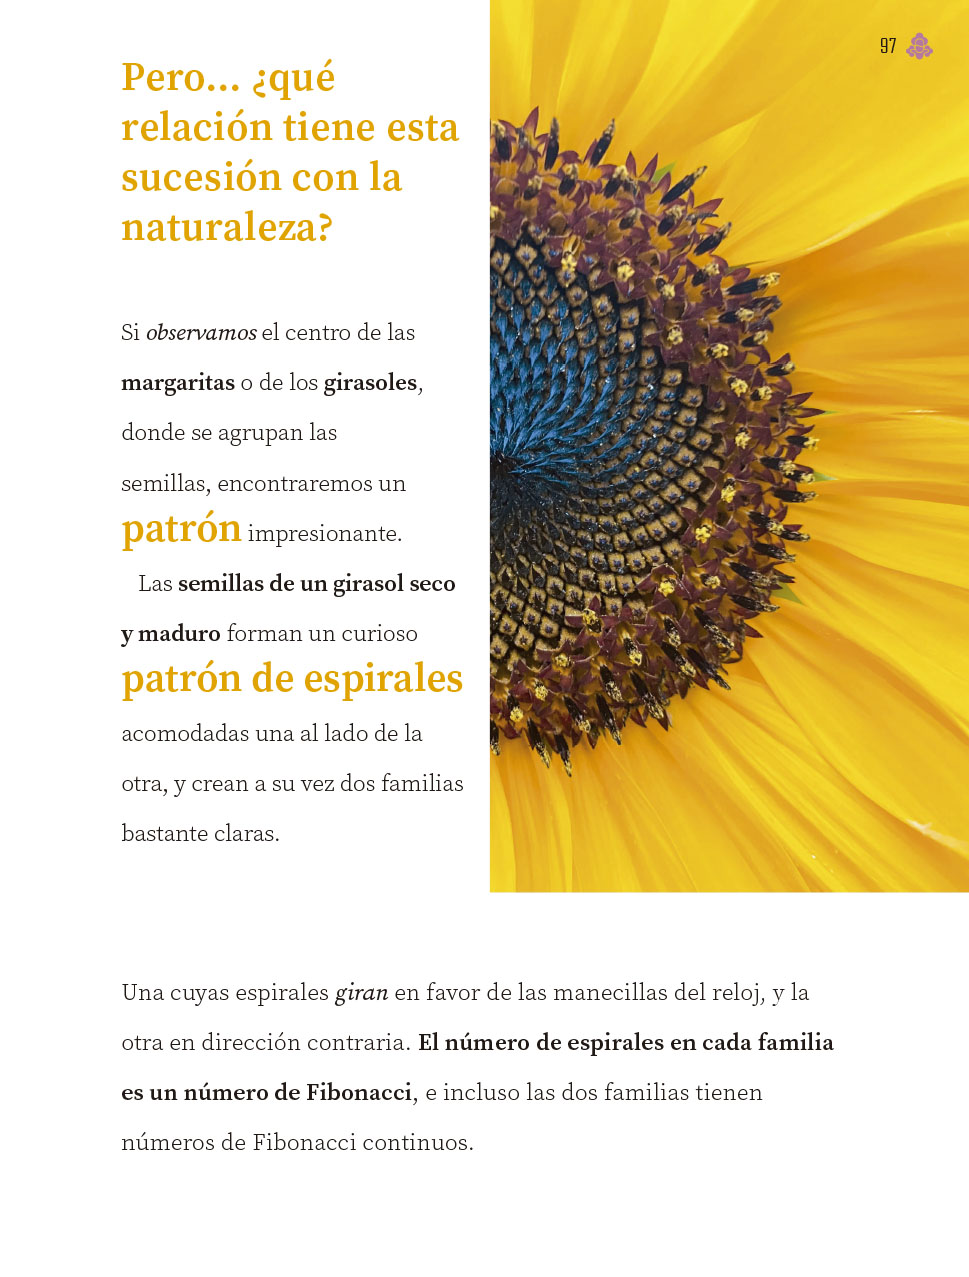 97
Pero... ¿qué
relación tiene esta
sucesión con la
naturaleza?
Si observamos el centro de las
margaritas o de los girasoles,
donde se agrupan las
semillas, encontraremos un
patrón impresionante.
Las semillas de un girasol seco
y maduro forman un curioso
patrón de espirales
acomodadas una al lado de la
otra, y crean a su vez dos familias
bastante claras.
Una cuyas espirales giran en favor de las manecillas del reloj, y la
otra en dirección contraria. El número de espirales en cada familia
es un número de Fibonacci, e incluso las dos familias tienen
números de Fibonacci continuos.